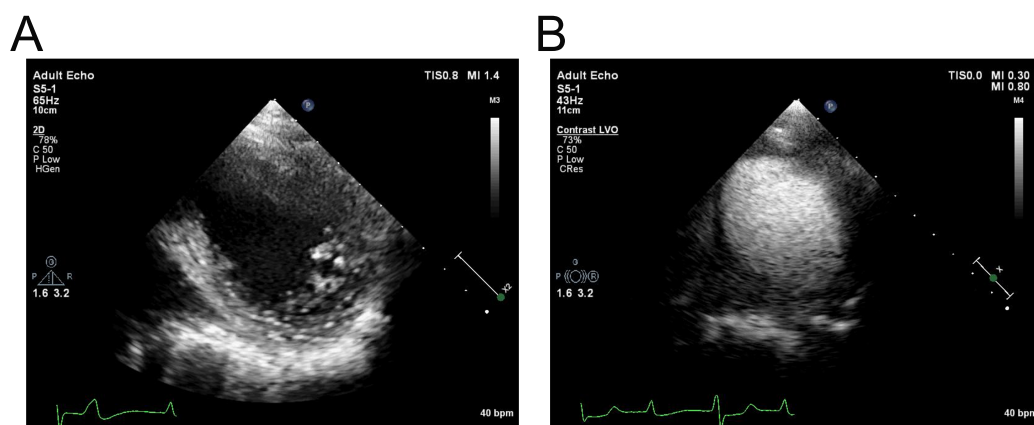 A
Adult Echo
TIS0.8 MI 1.4
S5-1
65Hz
10cm
M3
2D
78%
C 50
P Low
HGen
G
P R
1.6 3.2
X2
P
40 bpm
B
Adult Echo
TIS0.0 MI 0.30
MI 0.80
S5-1
43Hz
11cm
M4
Contrast LVO
73%
C 50
P Low
CRes
G
P R
1.6 3.2
X
P
40 bpm